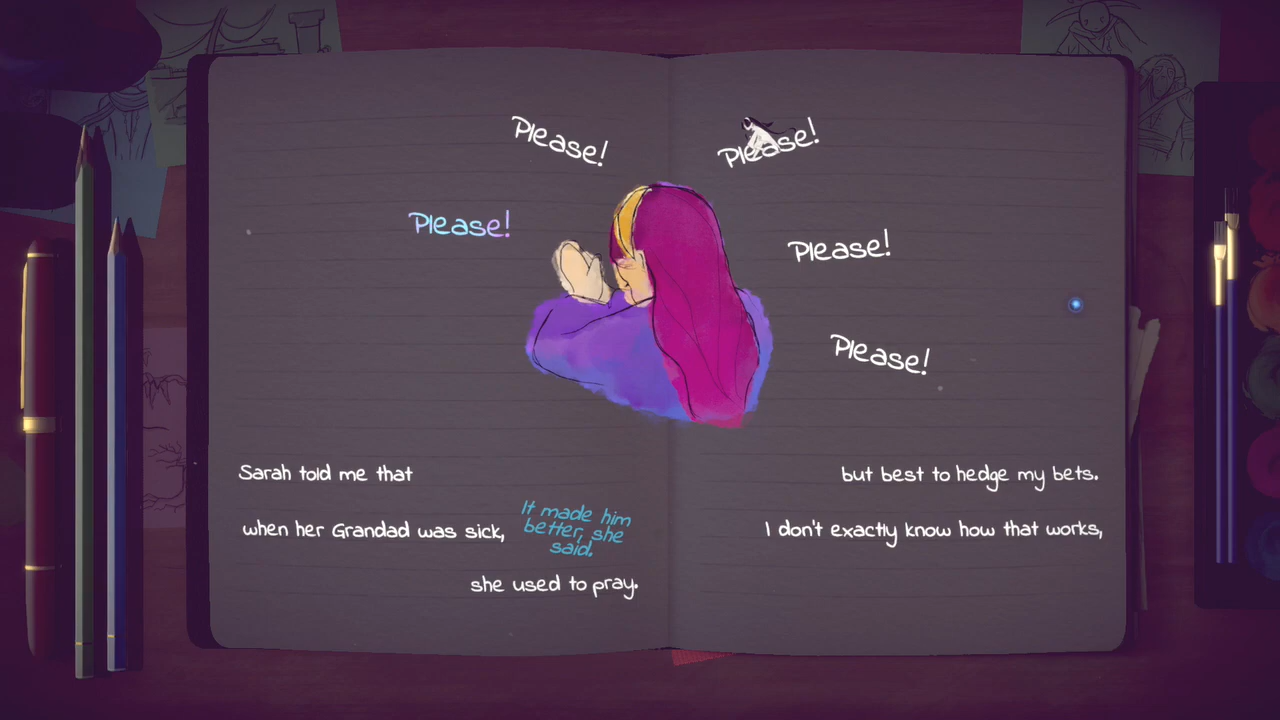 Please!
Please!
Please!
Please!
Please!
Sarah told me that
when her Grandad was sick,
It made him
better, she
said.
she used to pray.
but best to hedge my bets.
I don't exactly know how that works,